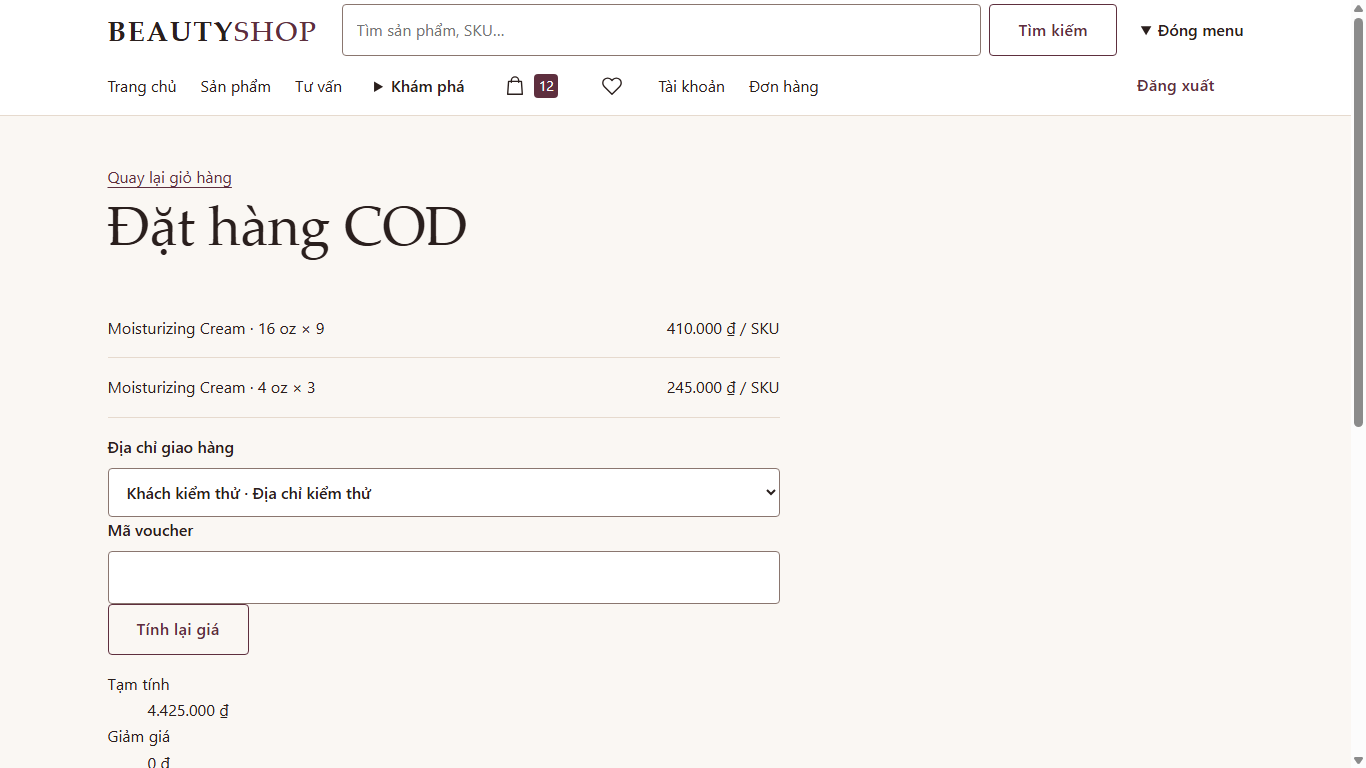 BEAUTYSHOP
Tìm sản phẩm, SKU...
Tìm kiếm
▼ Đóng menu
Trang chủ
Sản phẩm
Tư vấn
▶ Khám phá
12
Tài khoản
Đơn hàng
Đăng xuất
Quay lại giỏ hàng
Đặt hàng COD
Moisturizing Cream · 16 oz × 9
410.000 ₫ / SKU
Moisturizing Cream · 4 oz × 3
245.000 ₫ / SKU
Địa chỉ giao hàng
Khách kiểm thử · Địa chỉ kiểm thử
Mã voucher
Tính lại giá
Tạm tính
4.425.000 ₫
Giảm giá
0 ₫